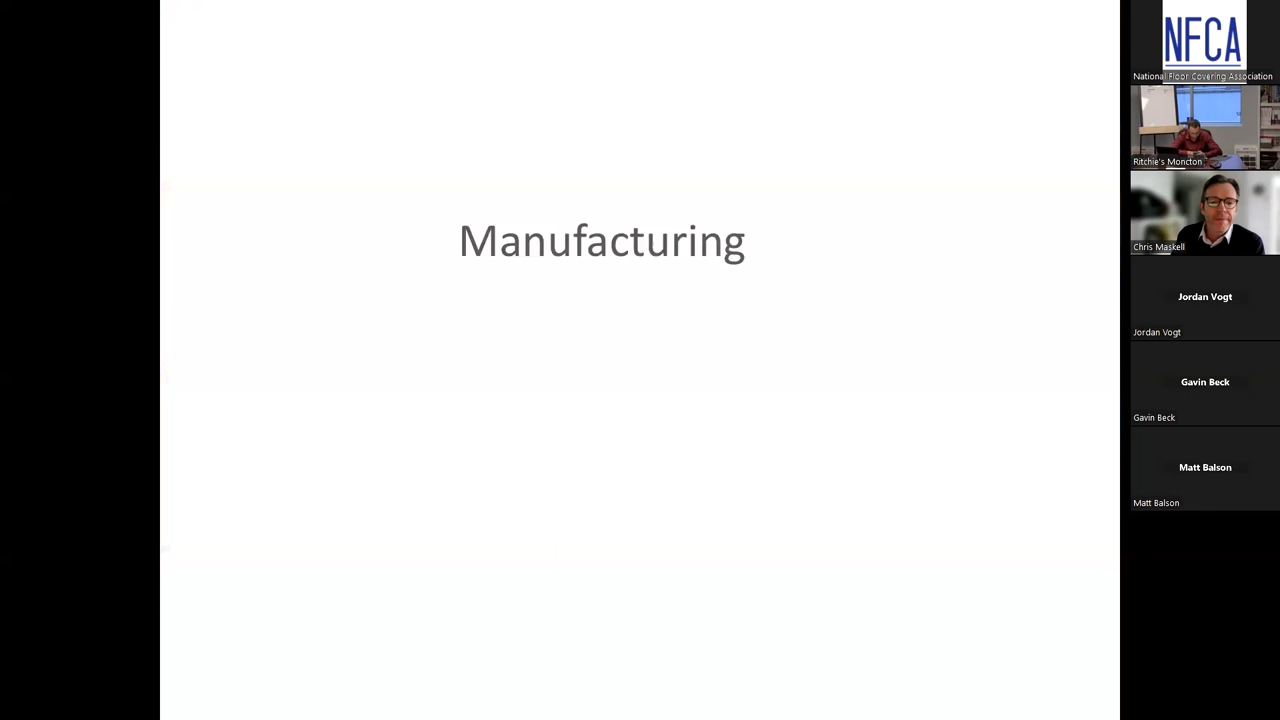 Manufacturing
NFCA
National Floor Covering Association
Ritchie's Moncton
Chris Maskell
Jordan Vogt
Jordan Vogt
Gavin Beck
Gavin Beck
Matt Balson
Matt Balson